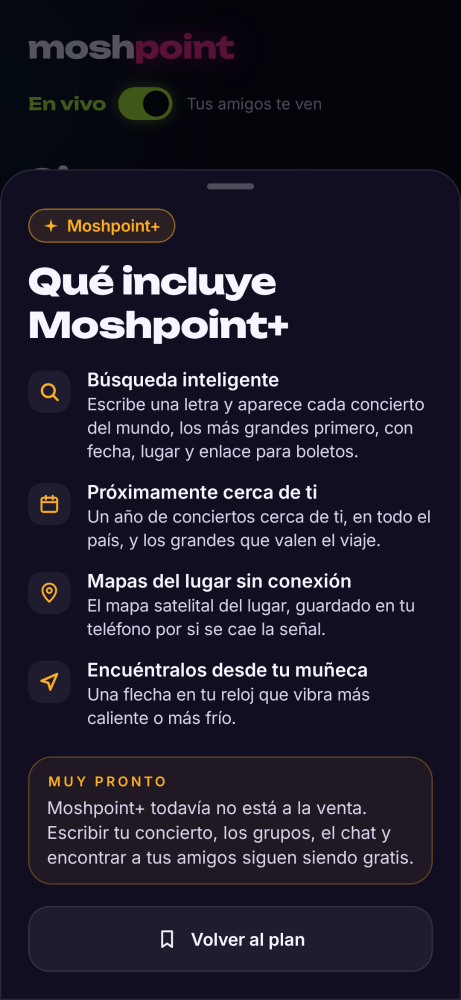 moshpoint
En vivo
Tus amigos te ven
Moshpoint+
Qué incluye
Moshpoint+
Búsqueda inteligente
Escribe una letra y aparece cada concierto
del mundo, los más grandes primero, con
fecha, lugar y enlace para boletos.
Próximamente cerca de ti
Un año de conciertos cerca de ti, en todo el
país, y los grandes que valen el viaje.
Mapas del lugar sin conexión
El mapa satelital del lugar, guardado en tu
teléfono por si se cae la señal.
Encuéntralos desde tu muñeca
Una flecha en tu reloj que vibra más
caliente o más frío.
MUY PRONTO
Moshpoint+ todavía no está a la venta.
Escribir tu concierto, los grupos, el chat y
encontrar a tus amigos siguen siendo gratis.
Volver al plan